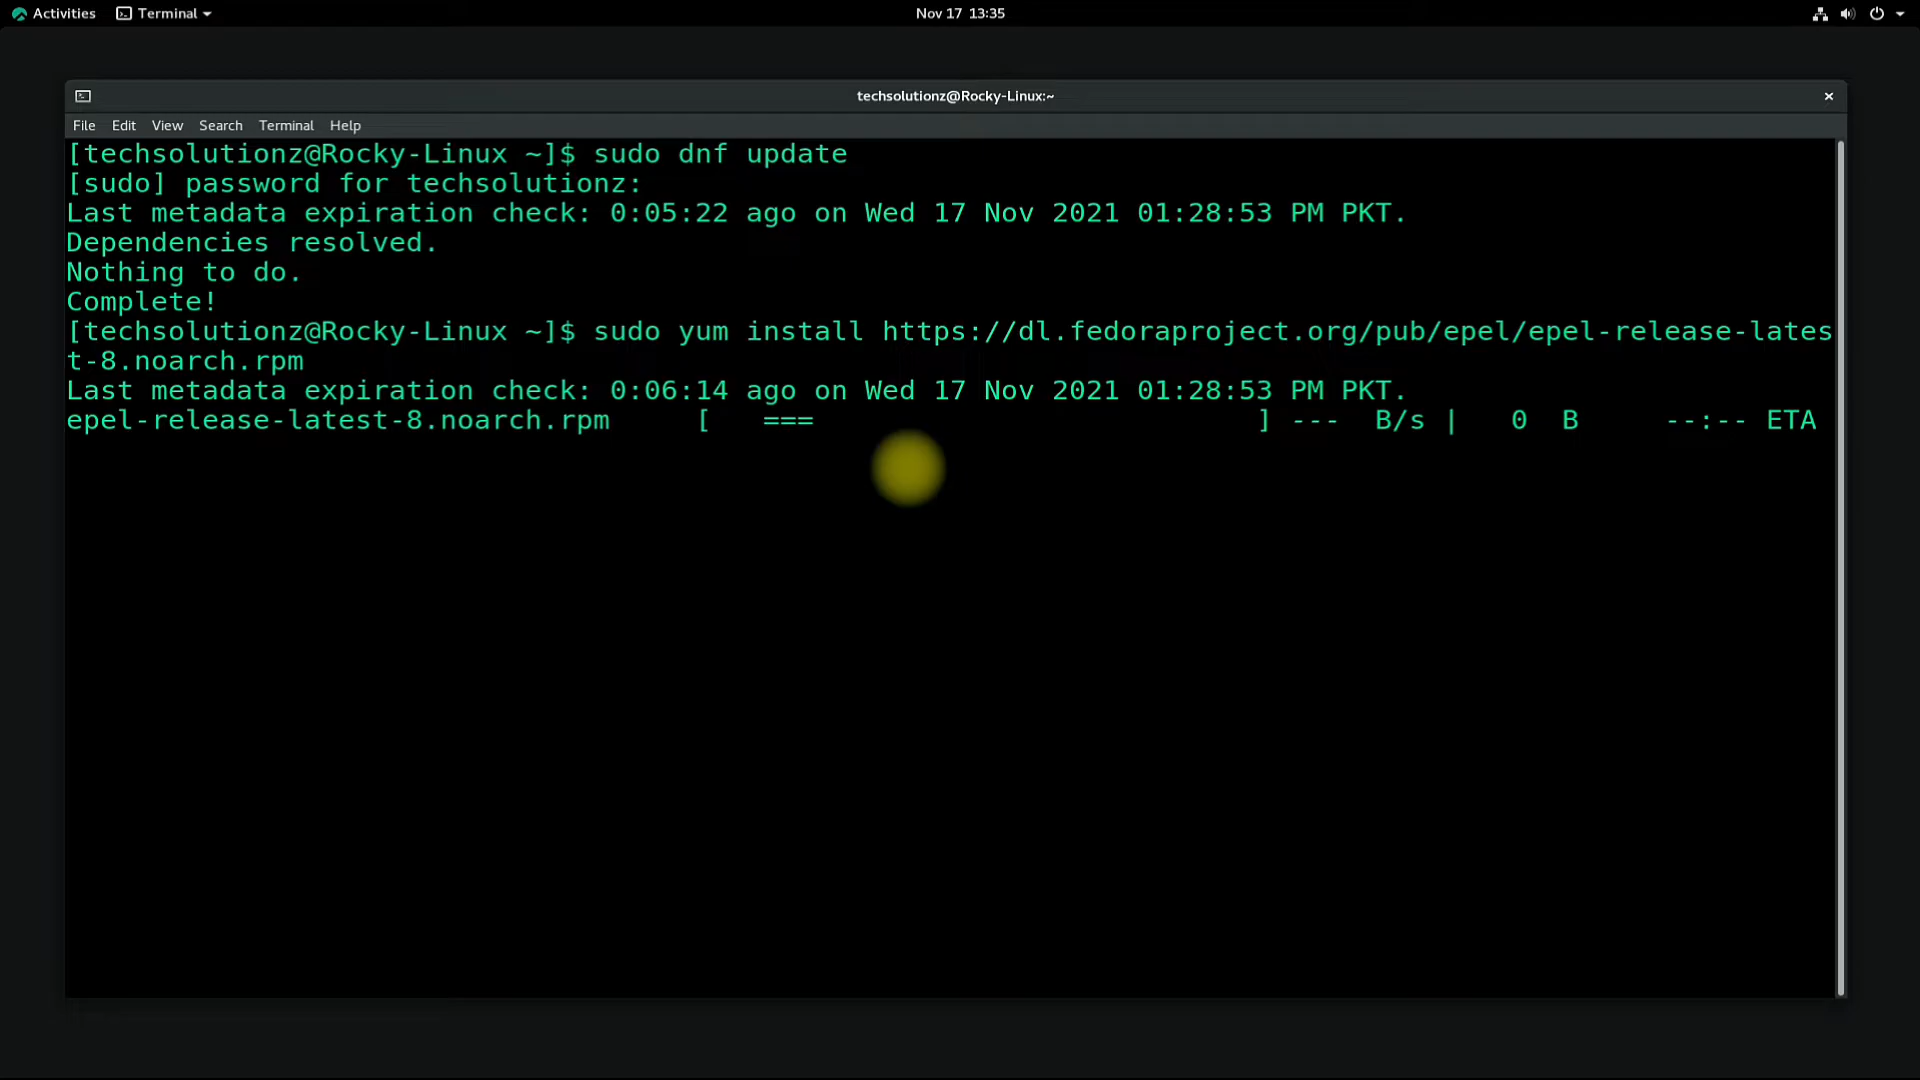 Activities Terminal Nov 17 13:35
techsolutionz@Rocky-Linux:~ ×
File Edit View Search Terminal Help
[techsolutionz@Rocky-Linux ~]$ sudo dnf update
[sudo] password for techsolutionz:
Last metadata expiration check: 0:05:22 ago on Wed 17 Nov 2021 01:28:53 PM PKT.
Dependencies resolved.
Nothing to do.
Complete!
[techsolutionz@Rocky-Linux ~]$ sudo yum install https://dl.fedoraproject.org/pub/epel/epel-release-lates
t-8.noarch.rpm
Last metadata expiration check: 0:06:14 ago on Wed 17 Nov 2021 01:28:53 PM PKT.
epel-release-latest-8.noarch.rpm [ === ] --- B/s | 0 B --:-- ETA